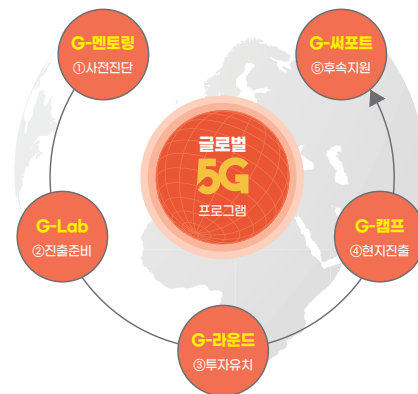 G-멘토링
①사전진단
G-써포트
⑤후속지원
글로벌
5G
프로그램
G-Lab
②진출준비
G-캠프
④현지진출
G-라운드
③투자유치